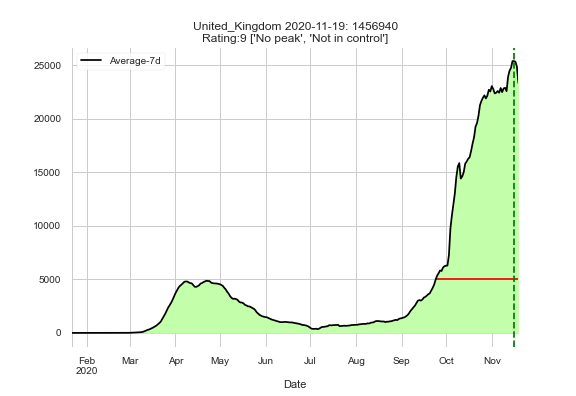 United_Kingdom 2020-11-19: 1456940
Rating:9 ['No peak', 'Not in control']
Average-7d
25000
20000
15000
10000
5000
0
Feb Mar Apr May Jun Jul Aug Sep Oct Nov
2020
Date